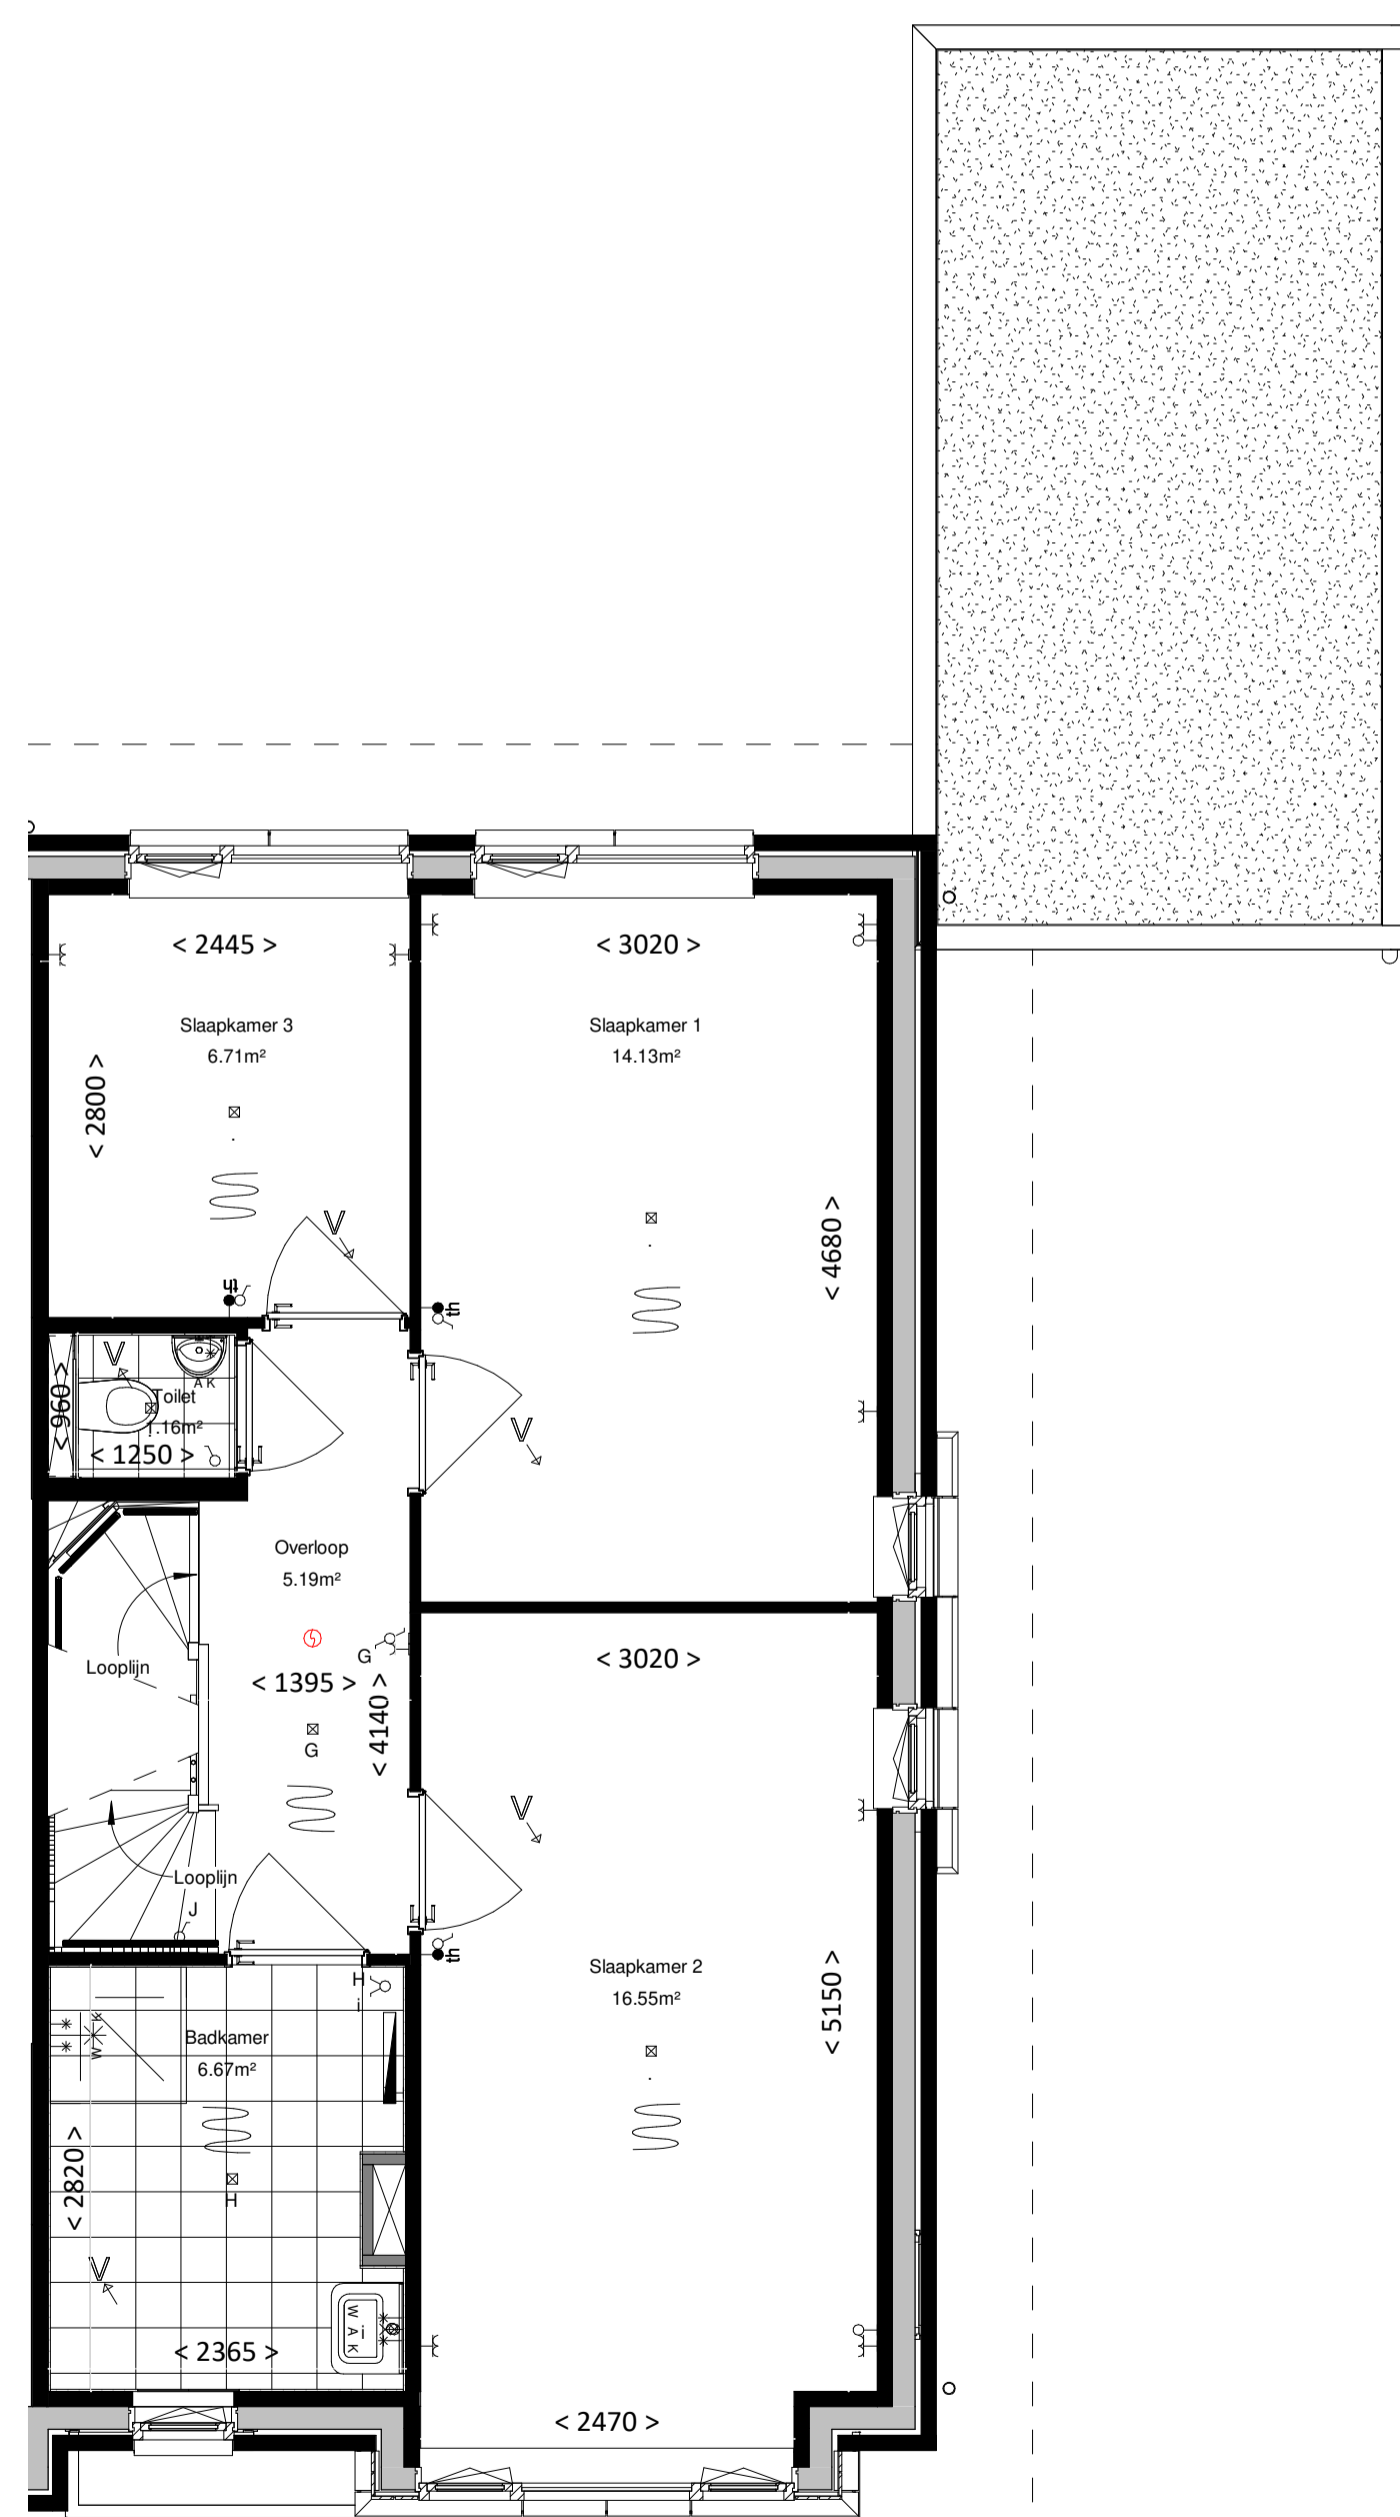 < 2445 >
< 3020 >
Slaapkamer 3
6.71m²
Slaapkamer 1
14.13m²
< 2800 >
< 4680 >
V
th
th
V
A K
Toilet
1.16m²
< 960 >
< 1250 >
V
Overloop
5.19m²
G
Looplijn
< 1395 >
< 3020 >
< 4140 >
G
V
Looplijn
J
th
H
i
Slaapkamer 2
16.55m²
K
W
Badkamer
6.67m²
< 5150 >
< 2820 >
H
V
W A K
i
< 2365 >
< 2470 >